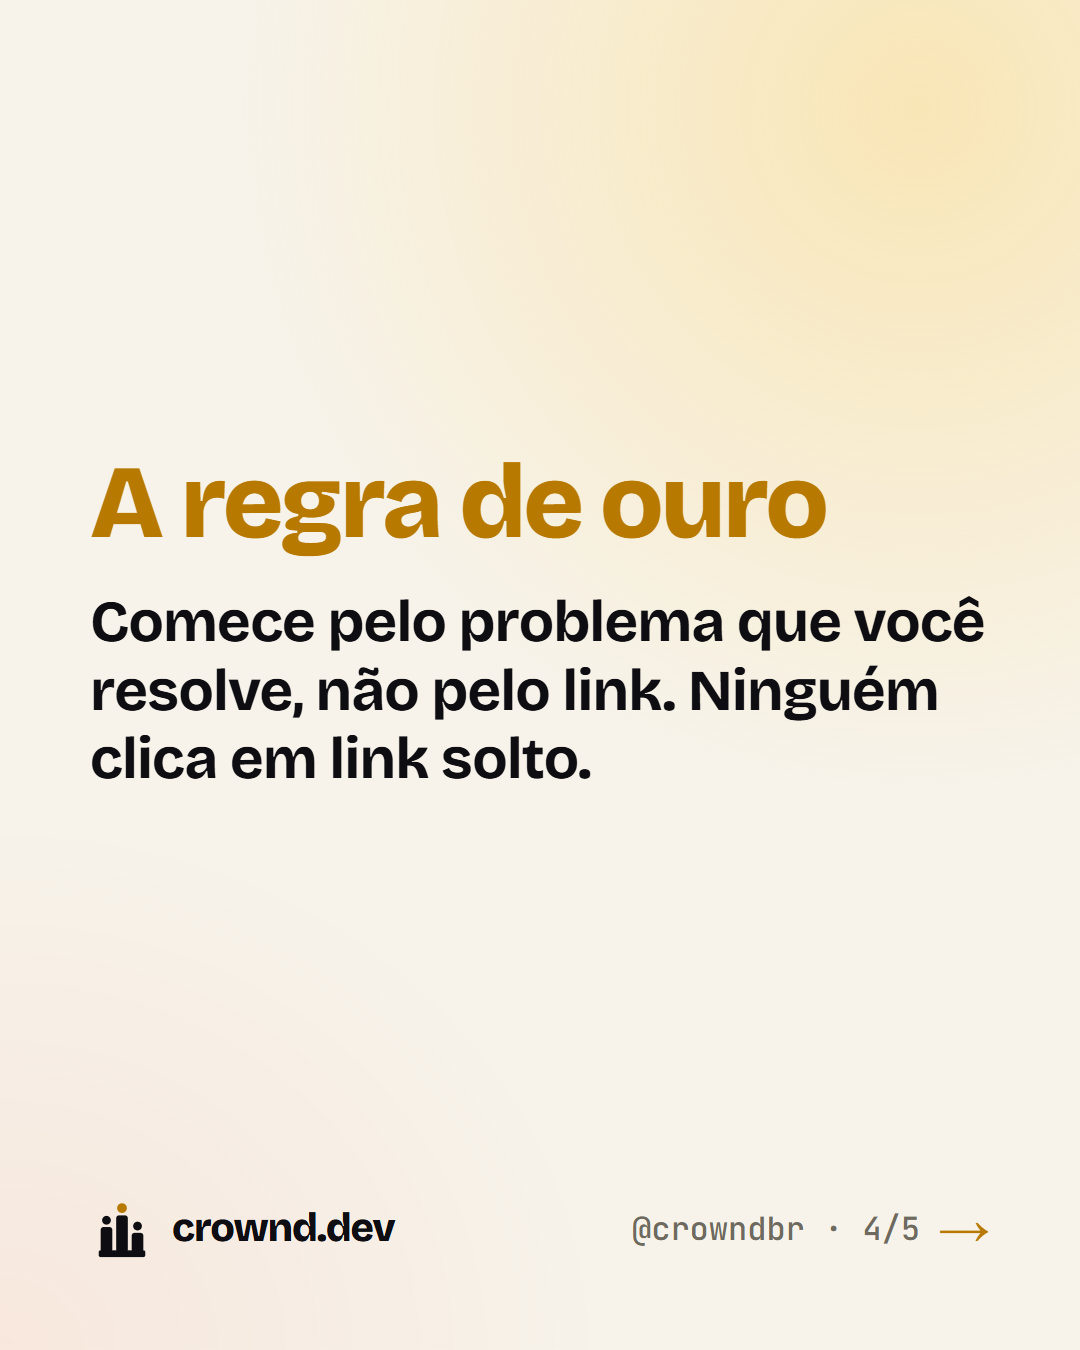 A regra de ouro
Comece pelo problema que você
resolve, não pelo link. Ninguém
clica em link solto.
crownd.dev
@crowndbr · 4/5 →